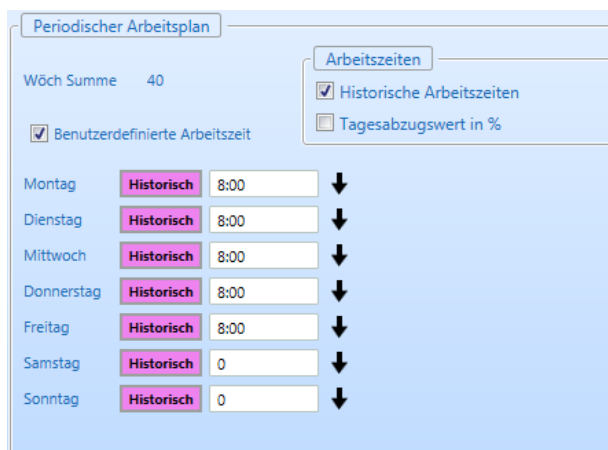 Periodischer Arbeitsplan
Arbeitszeiten
Wöch Summe 40
Historische Arbeitszeiten
Tagesabzugswert in %
Benutzerdefinierte Arbeitszeit
Montag Historisch 8:00
Dienstag Historisch 8:00
Mittwoch Historisch 8:00
Donnerstag Historisch 8:00
Freitag Historisch 8:00
Samstag Historisch 0
Sonntag Historisch 0